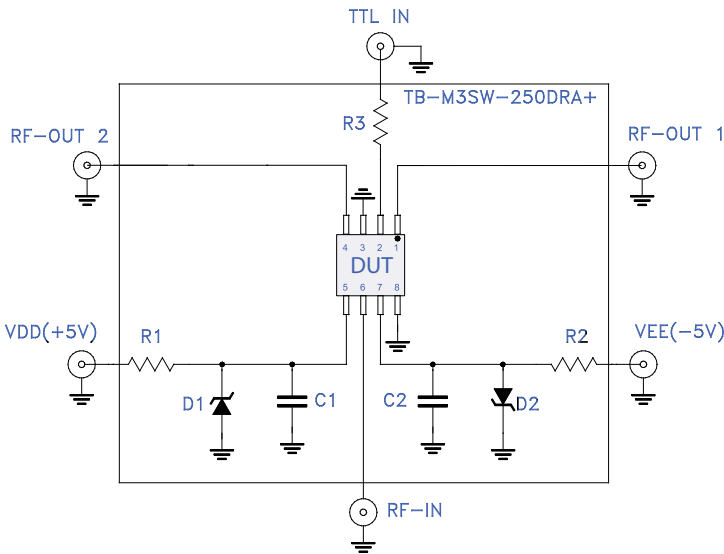 TTL IN
TB-M3SW-250DRA+
R3
RF-OUT 2
RF-OUT 1
4 3 2 1
DUT
5 6 7 8
VDD(+5V)
R1
R2
VEE(-5V)
D1
C1
C2
D2
RF-IN